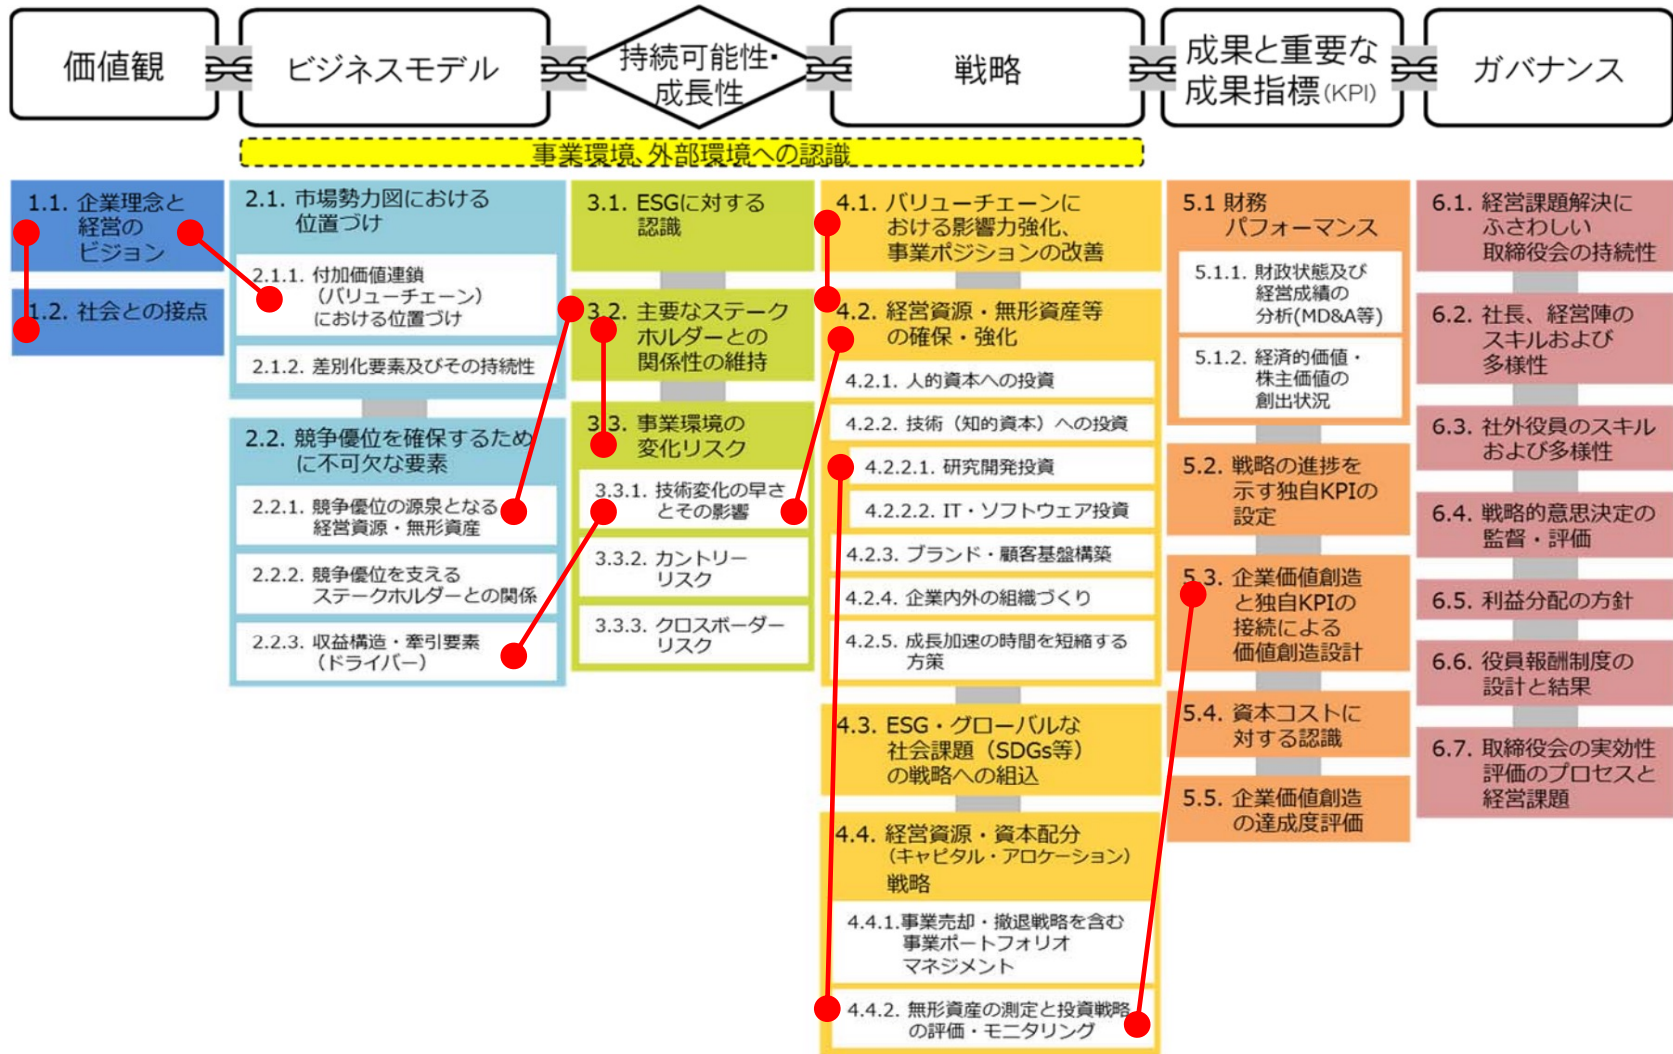 価値観
ビジネスモデル
持続可能性・
成長性
戦略
成果と重要な
成果指標(KPI)
ガバナンス
事業環境、外部環境への認識
1.1. 企業理念と
経営の
ビジョン
1.2. 社会との接点
2.1. 市場勢力図における
位置づけ
2.1.1. 付加価値連鎖
(バリューチェーン)
における位置づけ
2.1.2. 差別化要素及びその持続性
2.2. 競争優位を確保するため
に不可欠な要素
2.2.1. 競争優位の源泉となる
経営資源・無形資産
2.2.2. 競争優位を支える
ステークホルダーとの関係
2.2.3. 収益構造・牽引要素
(ドライバー)
3.1. ESGに対する
認識
3.2. 主要なステーク
ホルダーとの
関係性の維持
3.3. 事業環境の
変化リスク
3.3.1. 技術変化の早さ
とその影響
3.3.2. カントリー
リスク
3.3.3. クロスボーダー
リスク
4.1. バリューチェーンに
おける影響力強化、
事業ポジションの改善
4.2. 経営資源・無形資産等
の確保・強化
4.2.1. 人的資本への投資
4.2.2. 技術（知的資本）への投資
4.2.2.1. 研究開発投資
4.2.2.2. IT・ソフトウェア投資
4.2.3. ブランド・顧客基盤構築
4.2.4. 企業内外の組織づくり
4.2.5. 成長加速の時間を短縮する
方策
4.3. ESG・グローバルな
社会課題（SDGs等）
の戦略への組込
4.4. 経営資源・資本配分
(キャピタル・アロケーション)
戦略
4.4.1.事業売却・撤退戦略を含む
事業ポートフォリオ
マネジメント
4.4.2. 無形資産の測定と投資戦略
の評価・モニタリング
5.1 財務
パフォーマンス
5.1.1. 財政状態及び
経営成績の
分析(MD&A等)
5.1.2. 経済的価値・
株主価値の
創出状況
5.2. 戦略の進捗を
示す独自KPIの
設定
5.3. 企業価値創造
と独自KPIの
接続による
価値創造設計
5.4. 資本コストに
対する認識
5.5. 企業価値創造
の達成度評価
6.1. 経営課題解決に
ふさわしい
取締役会の持続性
6.2. 社長、経営陣の
スキルおよび
多様性
6.3. 社外役員のスキル
および多様性
6.4. 戦略的意思決定の
監督・評価
6.5. 利益分配の方針
6.6. 役員報酬制度の
設計と結果
6.7. 取締役会の実効性
評価のプロセスと
経営課題